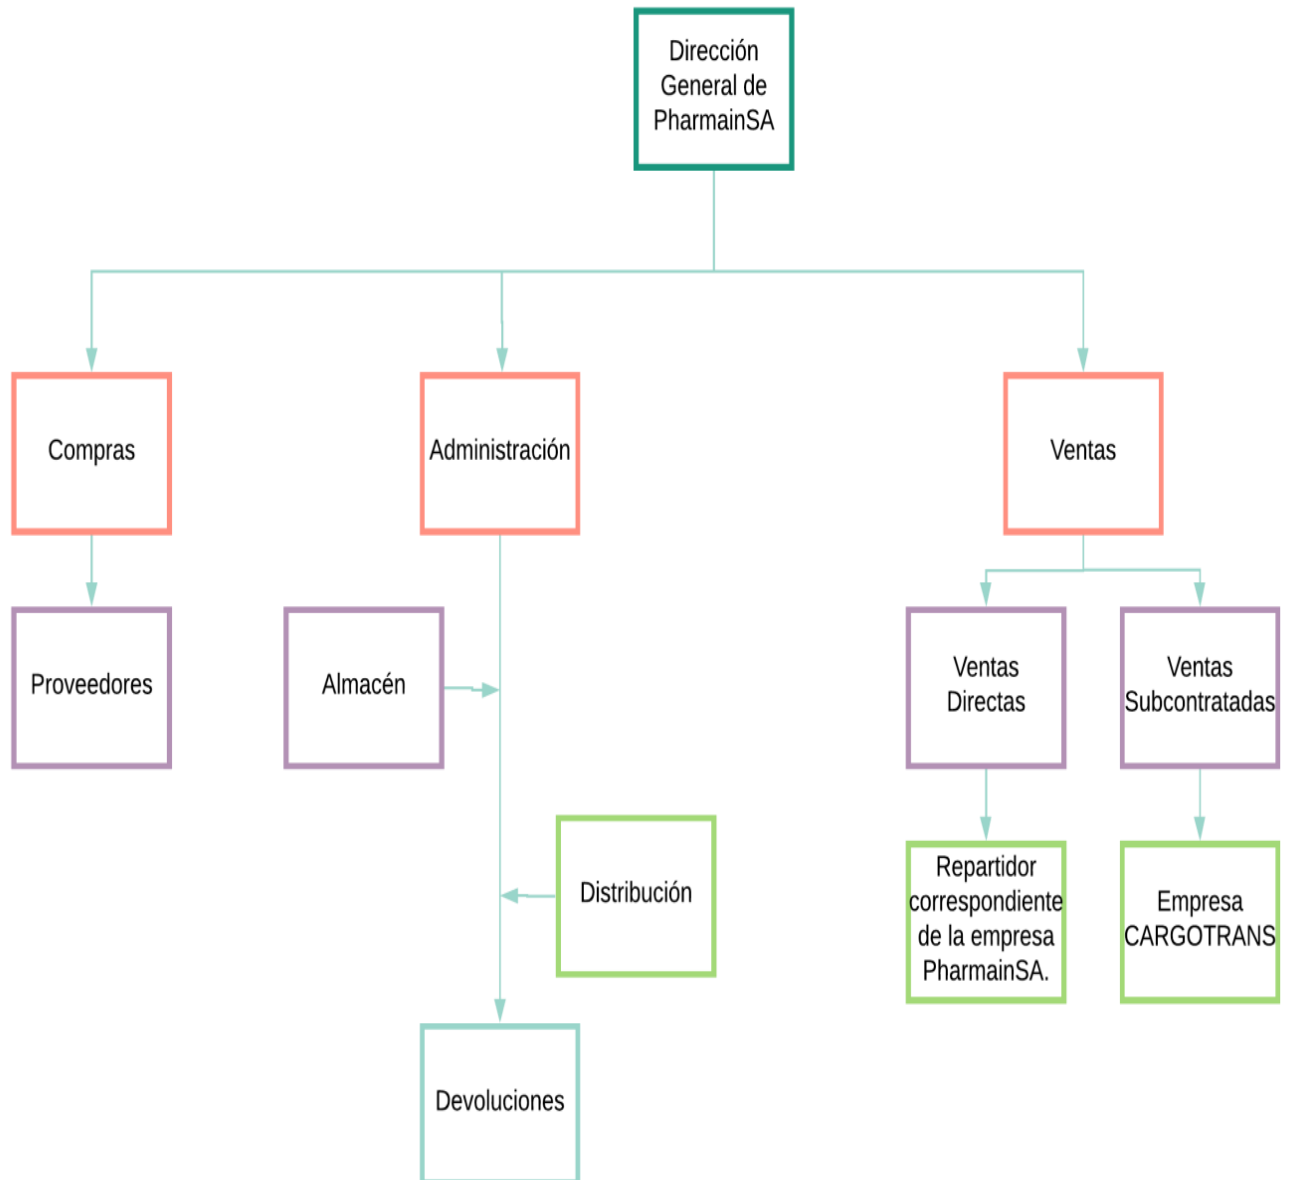 Dirección
General de
PharmainSA
Compras
Administración
Ventas
Proveedores
Almacén
Ventas
Directas
Ventas
Subcontratadas
Distribución
Repartidor
correspondiente
de la empresa
PharmainSA.
Empresa
CARGOTRANS
Devoluciones